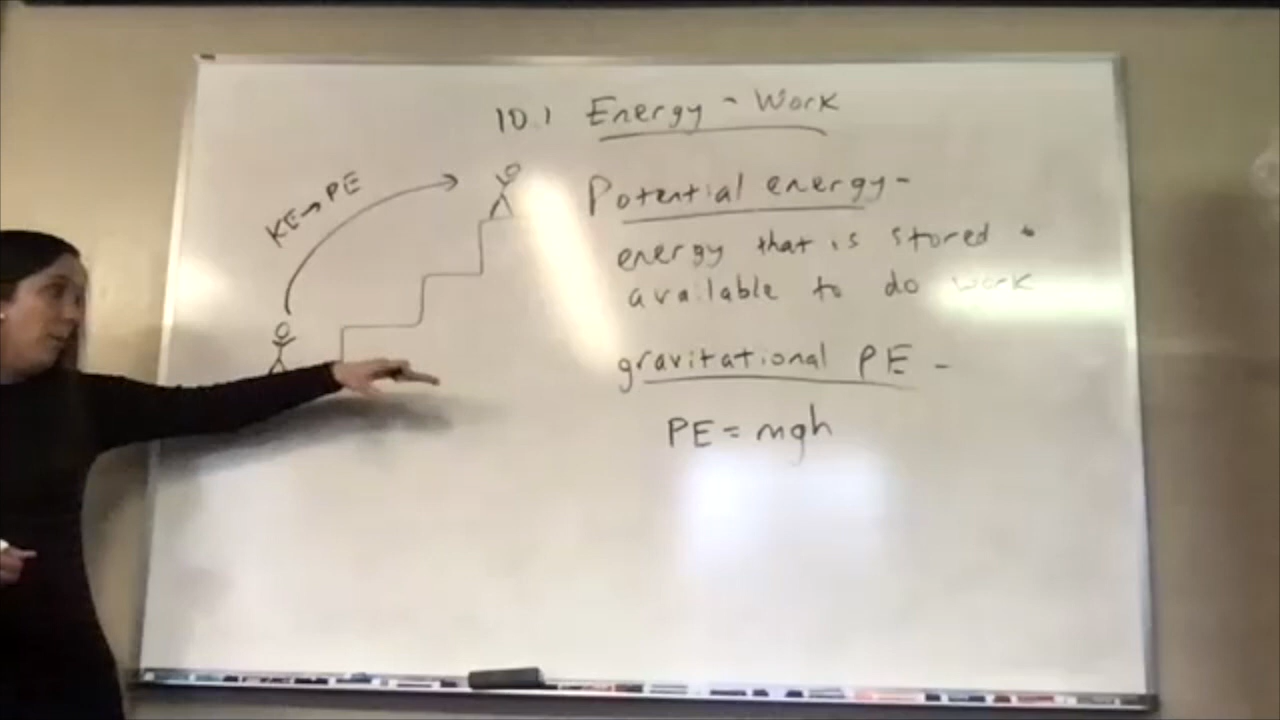 10.1 Energy - Work
KE→PE
Potential energy-
energy that is stored
available to do work
gravitational PE -
PE = mgh